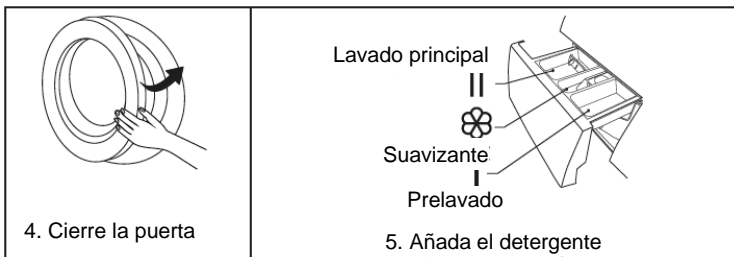 4. Cierre la puerta
Lavado principal
II
Suavizante
I
Prelavado
5. Añada el detergente